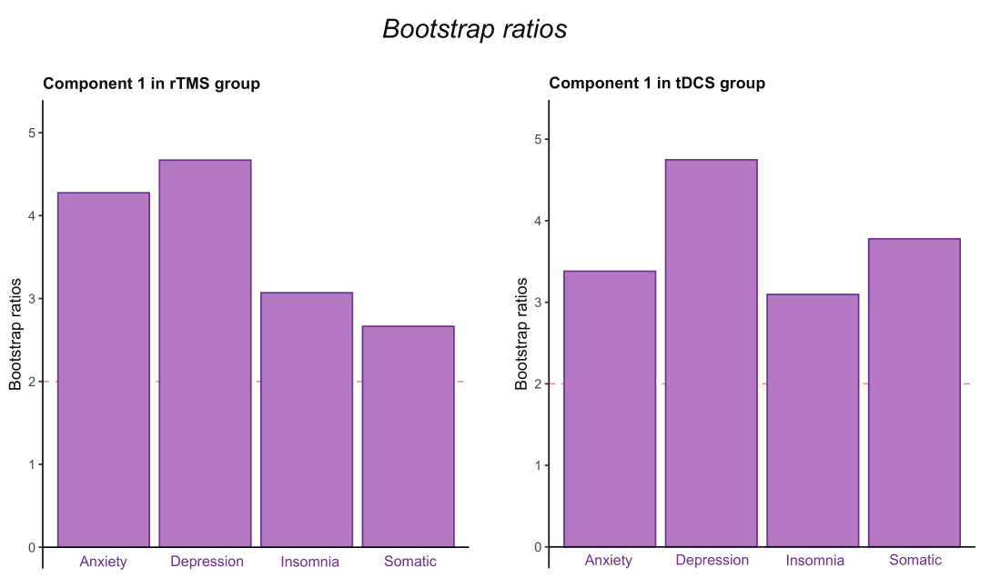 Bootstrap ratios
Component 1 in rTMS group
Bootstrap ratios
5
4
3
2
1
0
Anxiety Depression Insomnia Somatic
Component 1 in tDCS group
Bootstrap ratios
5
4
3
2
1
0
Anxiety Depression Insomnia Somatic